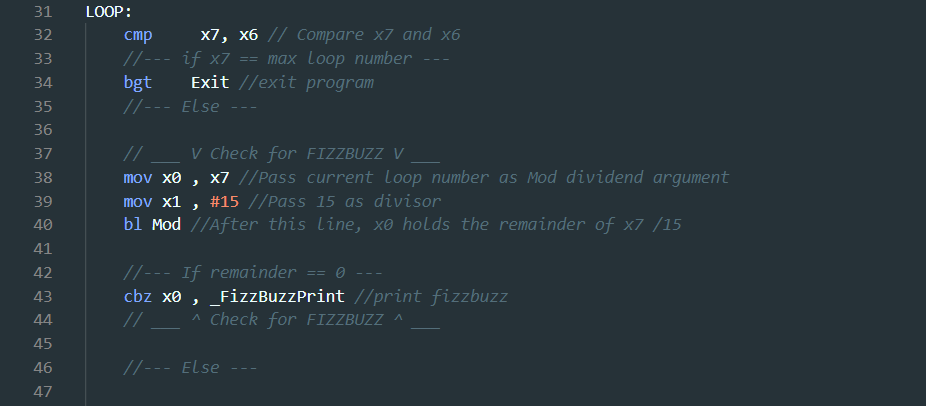 31 LOOP:
32 cmp x7, x6 // Compare x7 and x6
33 //--- if x7 == max loop number ---
34 bgt Exit //exit program
35 //--- Else ---
36
37 // ___ V Check for FIZZBUZZ V ___
38 mov x0 , x7 //Pass current loop number as Mod dividend argument
39 mov x1 , #15 //Pass 15 as divisor
40 bl Mod //After this line, x0 holds the remainder of x7 /15
41
42 //--- If remainder == 0 ---
43 cbz x0 , _FizzBuzzPrint //print fizzbuzz
44 // ___ ^ Check for FIZZBUZZ ^ ___
45
46 //--- Else ---
47